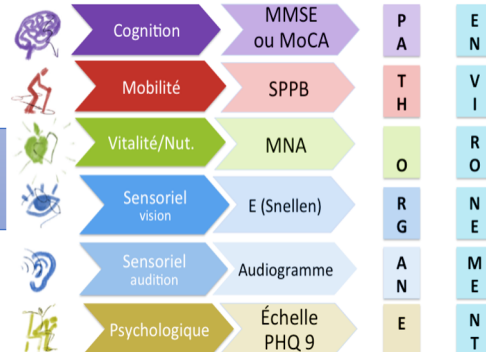 Cognition
MMSE
ou MoCA
P
A
E
N
Mobilité
SPPB
T
H
V
I
Vitalité/Nut.
MNA
O
R
O
Sensoriel
vision
E (Snellen)
R
G
N
E
Sensoriel
audition
Audiogramme
A
N
M
E
Psychologique
Échelle
PHQ 9
E
N
T